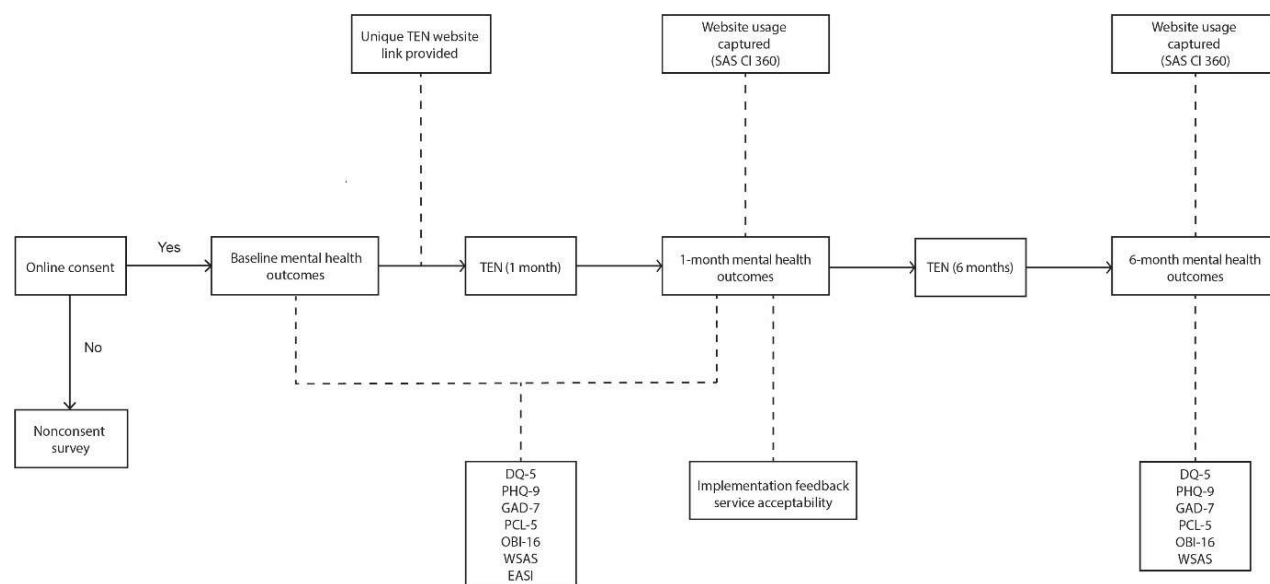 Unique TEN website
link provided
Website usage
captured
(SAS CI 360)
Website usage
captured
(SAS CI 360)
Online consent
Yes
Baseline mental health
outcomes
TEN (1 month)
1-month mental health
outcomes
TEN (6 months)
6-month mental health
outcomes
No
Nonconsent
survey
DQ-5
PHQ-9
GAD-7
PCL-5
OBI-16
WSAS
EASI
Implementation feedback
service acceptability
DQ-5
PHQ-9
GAD-7
PCL-5
OBI-16
WSAS